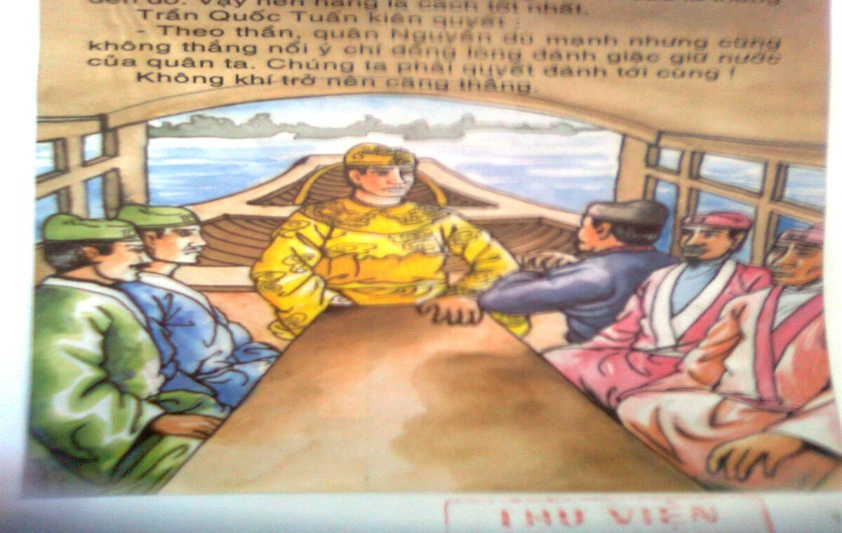 đến đó. Vậy nên hàng là cách tốt nhất.
Trần Quốc Tuấn kiên quyết :
- Theo thần, quân Nguyên dù mạnh nhưng cũng
không thắng nổi ý chí đồng lòng đánh giặc giữ nước
của quân ta. Chúng ta phải quyết đánh tới cùng !
Không khí trở nên căng thẳng.
THƯ VIỆN